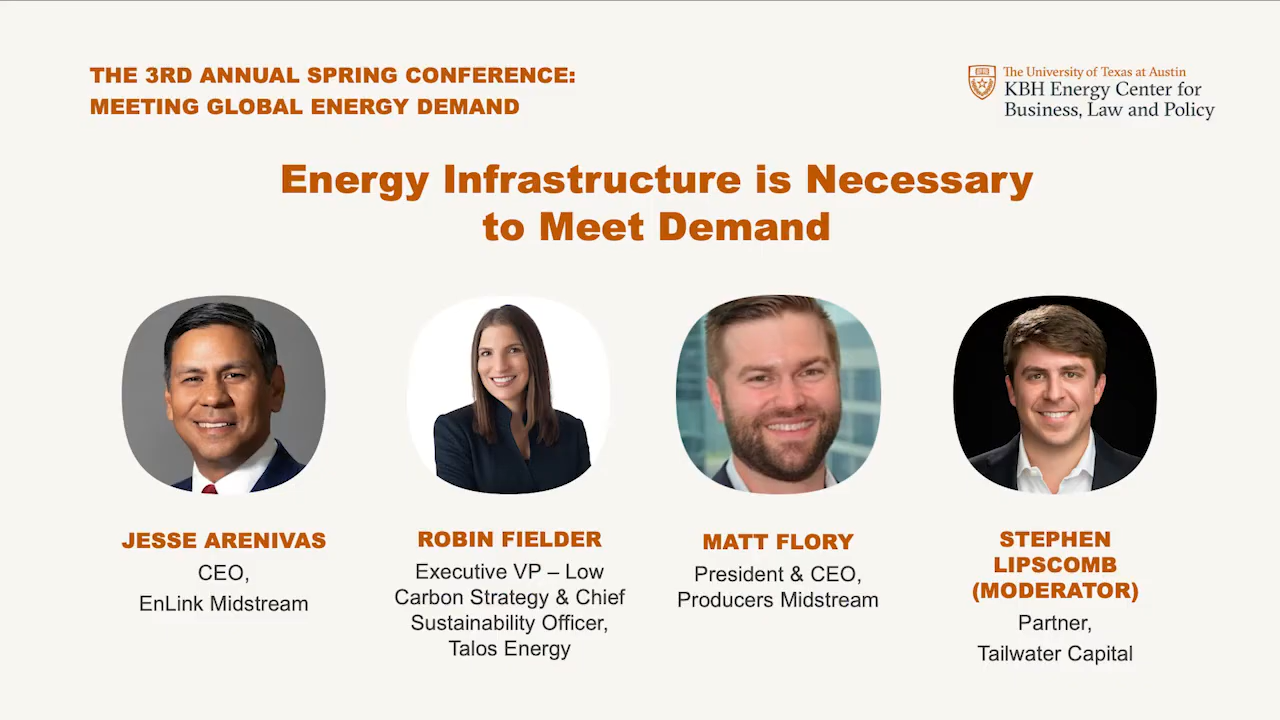 THE 3RD ANNUAL SPRING CONFERENCE:
MEETING GLOBAL ENERGY DEMAND
The University of Texas at Austin
KBH Energy Center for
Business, Law and Policy
Energy Infrastructure is Necessary
to Meet Demand
JESSE ARENIVAS
CEO,
EnLink Midstream
ROBIN FIELDER
Executive VP – Low
Carbon Strategy & Chief
Sustainability Officer,
Talos Energy
MATT FLORY
President & CEO,
Producers Midstream
STEPHEN
LIPSCOMB
(MODERATOR)
Partner,
Tailwater Capital